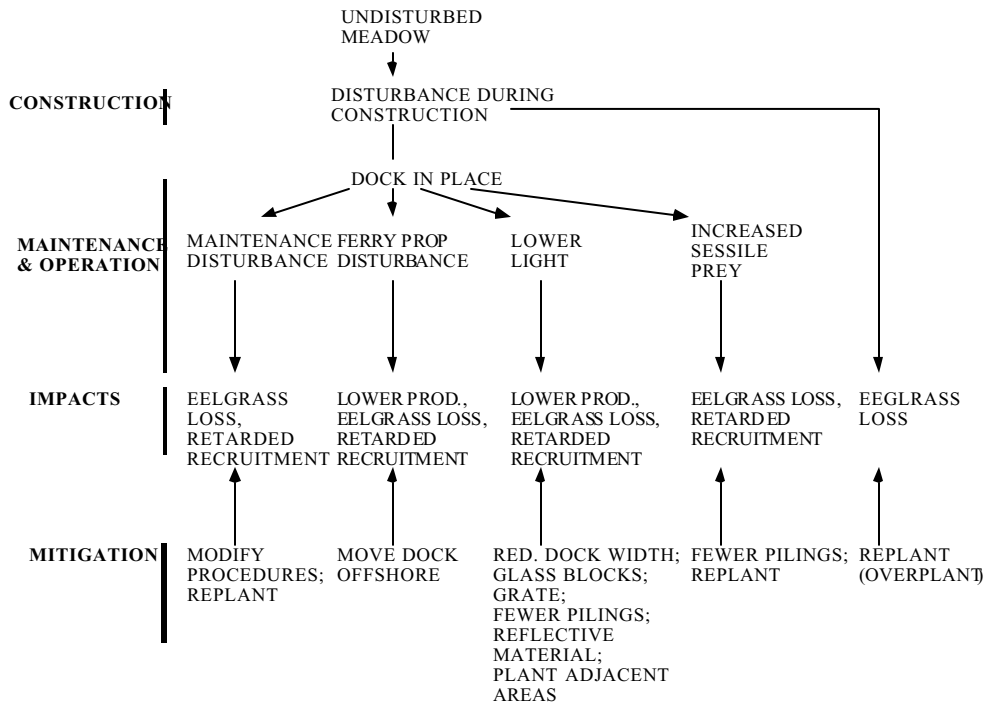 UNDISTURBED
MEADOW
CONSTRUCTION
DISTURBANCE DURING
CONSTRUCTION
DOCK IN PLACE
MAINTENANCE
& OPERATION
MAINTENANCE
DISTURBANCE
FERRY PROP
DISTURBANCE
LOWER
LIGHT
INCREASED
SESSILE
PREY
IMPACTS
EELGRASS
LOSS,
RETARDED
RECRUITMENT
LOWER PROD.,
EELGRASS LOSS,
RETARDED
RECRUITMENT
LOWER PROD.,
EELGRASS LOSS,
RETARDED
RECRUITMENT
EELGRASS LOSS,
RETARDED
RECRUITMENT
EEGLRASS
LOSS
MITIGATION
MODIFY
PROCEDURES;
REPLANT
MOVE DOCK
OFFSHORE
RED. DOCK WIDTH;
GLASS BLOCKS;
GRATE;
FEWER PILINGS;
REFLECTIVE
MATERIAL;
PLANT ADJACENT
AREAS
FEWER PILINGS;
REPLANT
REPLANT
(OVERPLANT)